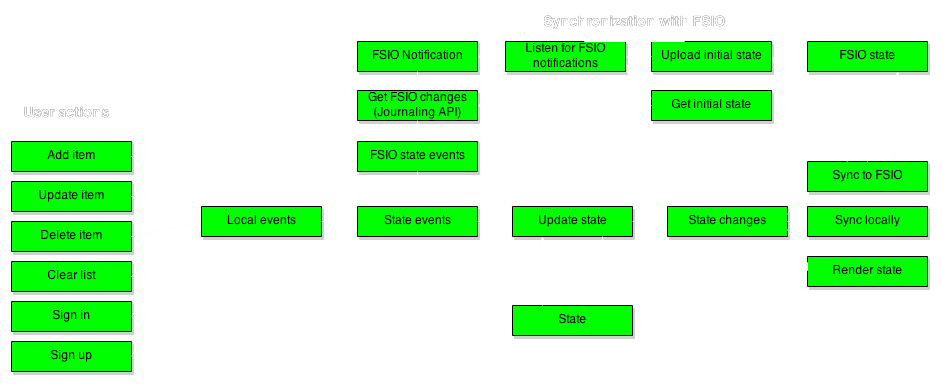 Synchronization with FSIO
FSIO Notification
Listen for FSIO
notifications
Upload initial state
FSIO state
Get FSIO changes
(Journaling API)
Get initial state
User actions
Add item
FSIO state events
Sync to FSIO
Update item
Local events
State events
Update state
State changes
Sync locally
Delete item
Clear list
Render state
Sign in
State
Sign up